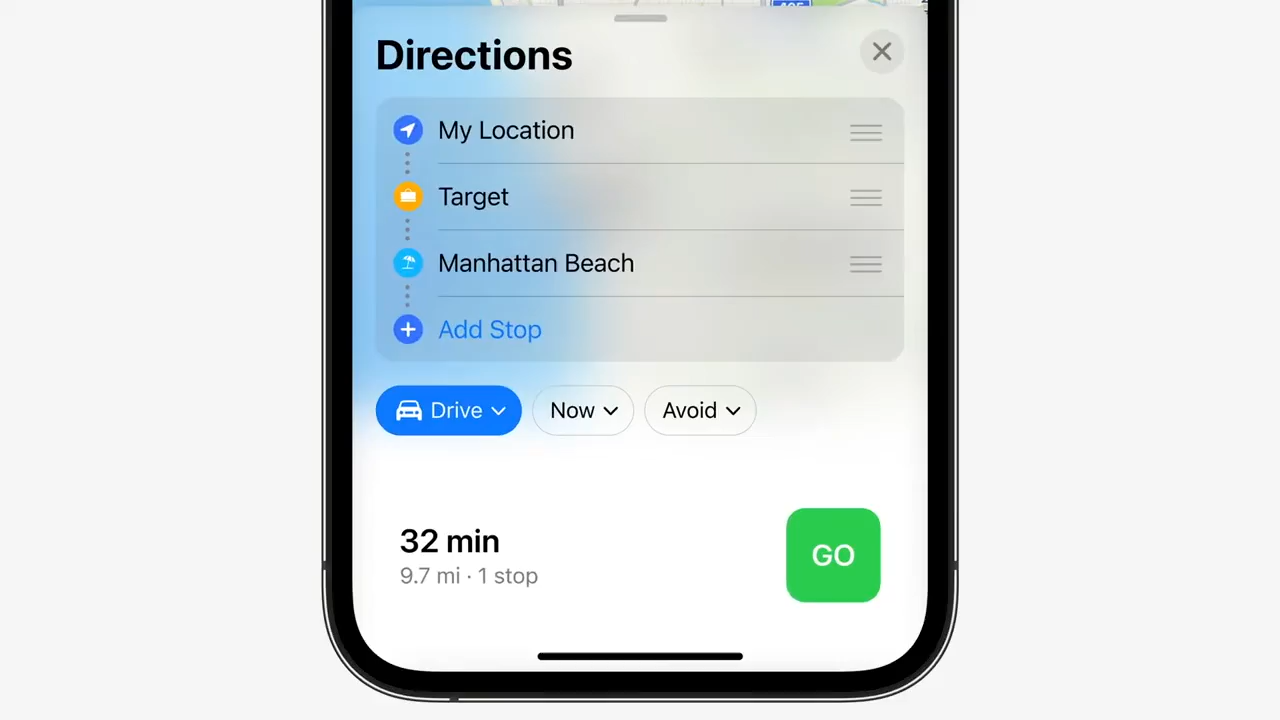 405
Directions
My Location
Target
Manhattan Beach
Add Stop
Drive
Now
Avoid
32 min
9.7 mi · 1 stop
GO